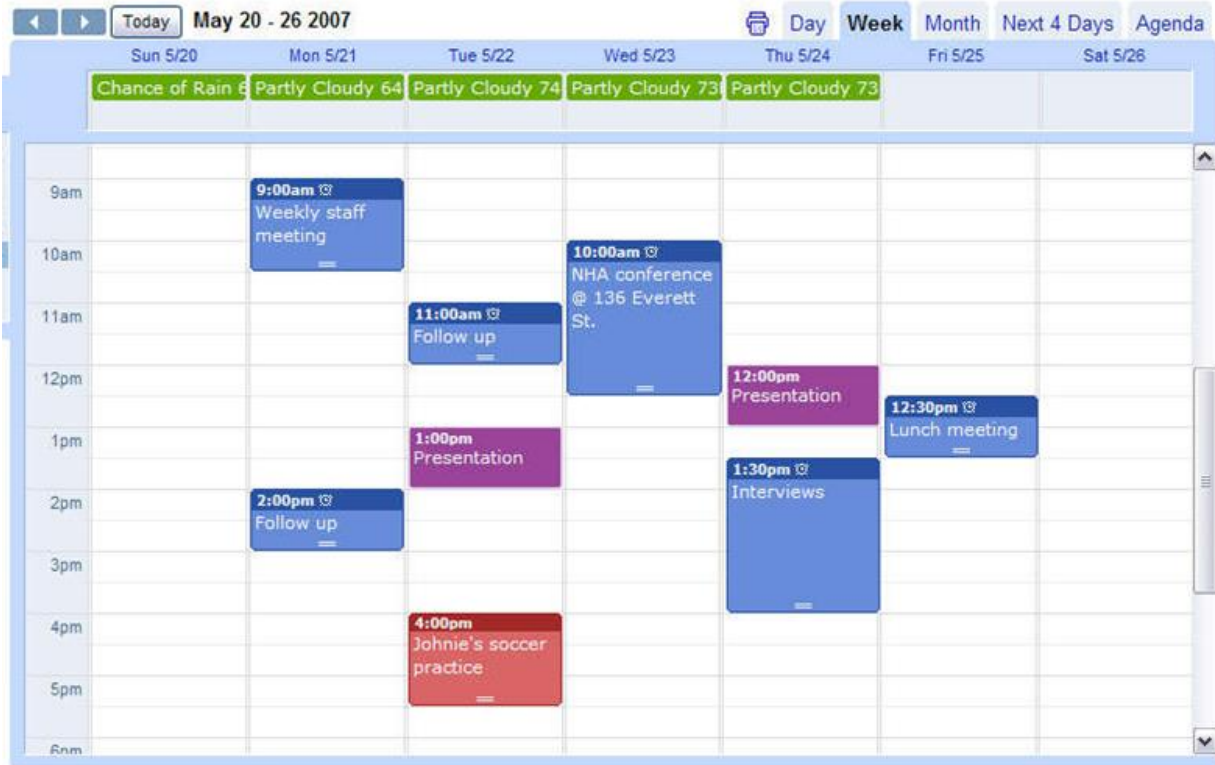 Today May 20 - 26 2007 Day Week Month Next 4 Days Agenda
Sun 5/20 Mon 5/21 Tue 5/22 Wed 5/23 Thu 5/24 Fri 5/25 Sat 5/26
Chance of Rain Partly Cloudy 64 Partly Cloudy 74 Partly Cloudy 73 Partly Cloudy 73
9am
10am
11am
12pm
1pm
2pm
3pm
4pm
5pm
6pm
9:00am
Weekly staff
meeting
2:00pm
Follow up
11:00am
Follow up
1:00pm
Presentation
4:00pm
Johnie's soccer
practice
10:00am
NHA conference
@ 136 Everett
St.
12:00pm
Presentation
1:30pm
Interviews
12:30pm
Lunch meeting